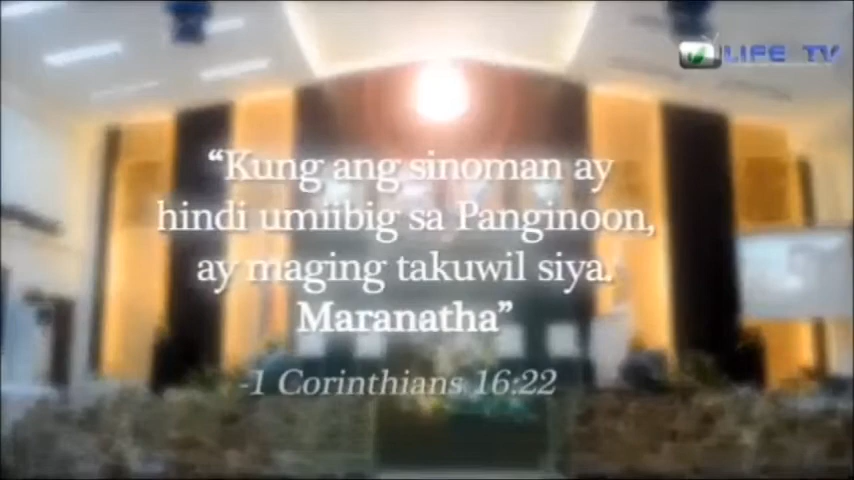 LIFE TV
“Kung ang sinoman ay
hindi umiibig sa Panginoon,
ay maging takuwil siya.
Maranatha”
-1 Corinthians 16:22